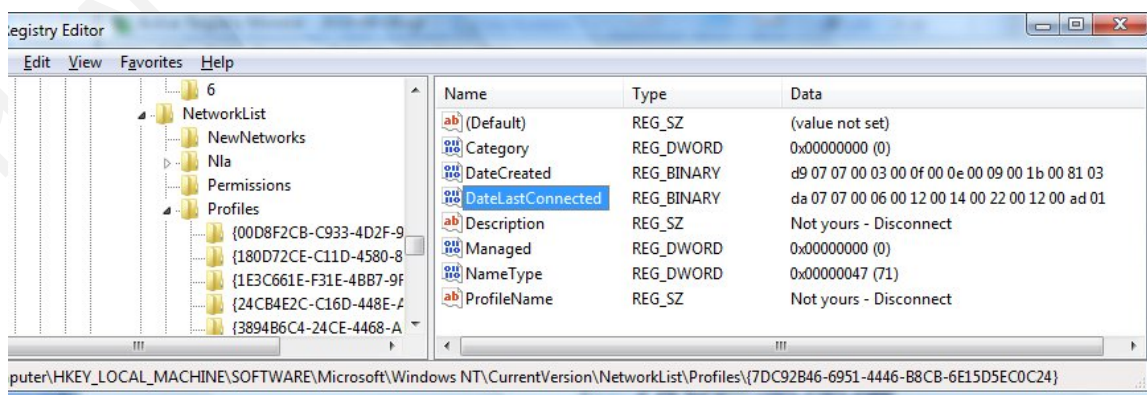 egistry Editor
Edit View Favorites Help
6
NetworkList
NewNetworks
Nla
Permissions
Profiles
{00D8F2CB-C933-4D2F-9
{180D72CE-C11D-4580-8
{1E3C661E-F31E-4BB7-9F
{24CB4E2C-C16D-448E-A
{3894B6C4-24CE-4468-A
Name Type Data
(Default) REG_SZ (value not set)
Category REG_DWORD 0x00000000 (0)
DateCreated REG_BINARY d9 07 07 00 03 00 0f 00 0e 00 09 00 1b 00 81 03
DateLastConnected REG_BINARY da 07 07 00 06 00 12 00 14 00 22 00 12 00 ad 01
Description REG_SZ Not yours - Disconnect
Managed REG_DWORD 0x00000000 (0)
NameType REG_DWORD 0x00000047 (71)
ProfileName REG_SZ Not yours - Disconnect
nputer\HKEY_LOCAL_MACHINE\SOFTWARE\Microsoft\Windows NT\CurrentVersion\NetworkList\Profiles\{7DC92B46-6951-4446-B8CB-6E15D5EC0C24}